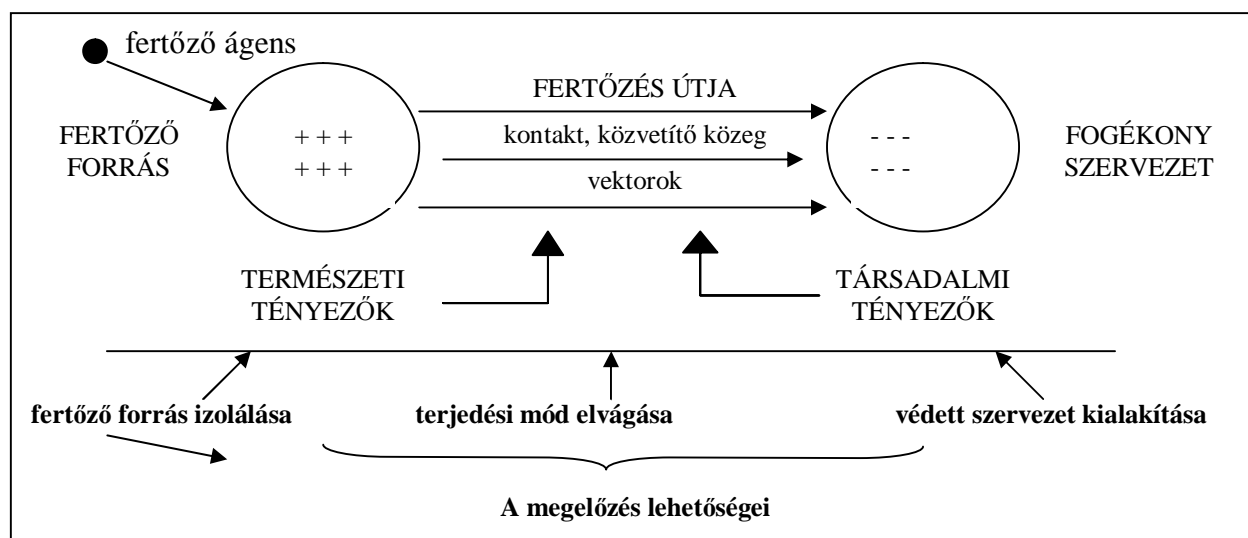 fertőző ágens
FERTŐZŐ
FORRÁS
+ + +
+ + +
FERTŐZÉS ÚTJA
kontakt, közvetítő közeg
vektorok
- - -
- - -
FOGÉKONY
SZERVEZET
TERMÉSZETI
TÉNYEZŐK
TÁRSADALMI
TÉNYEZŐK
fertőző forrás izolálása
terjedési mód elvágása
védett szervezet kialakítása
A megelőzés lehetőségei